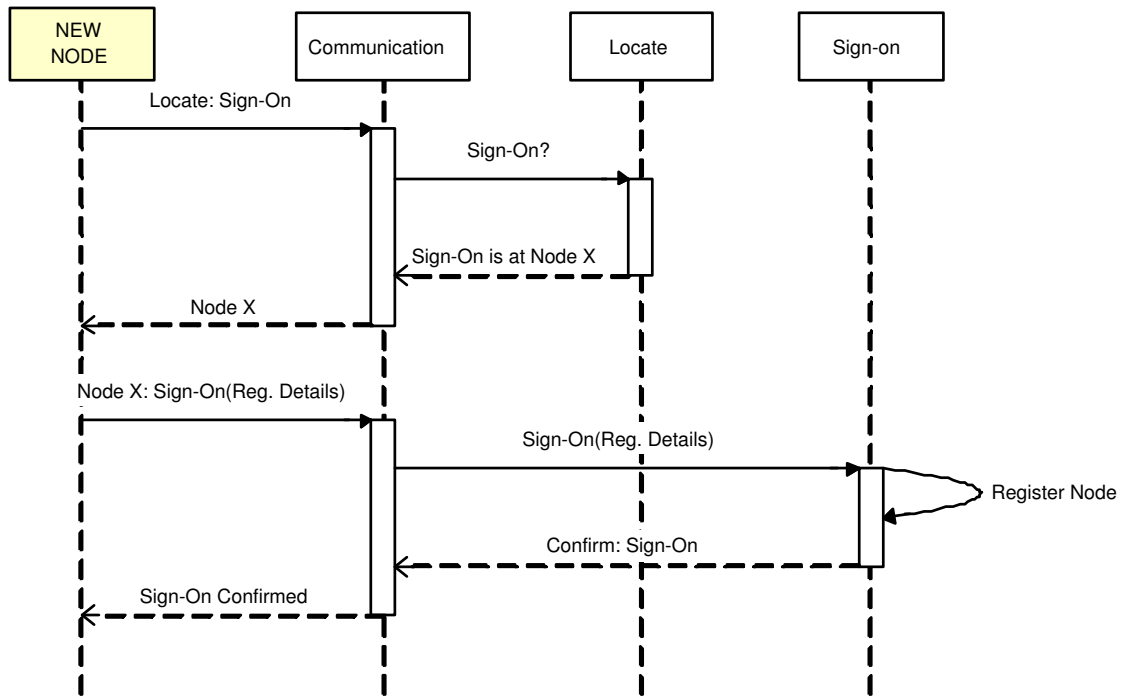 NEW
NODE
Communication
Locate
Sign-on
Locate: Sign-On
Sign-On?
Sign-On is at Node X
Node X
Node X: Sign-On(Reg. Details)
Sign-On(Reg. Details)
Register Node
Confirm: Sign-On
Sign-On Confirmed